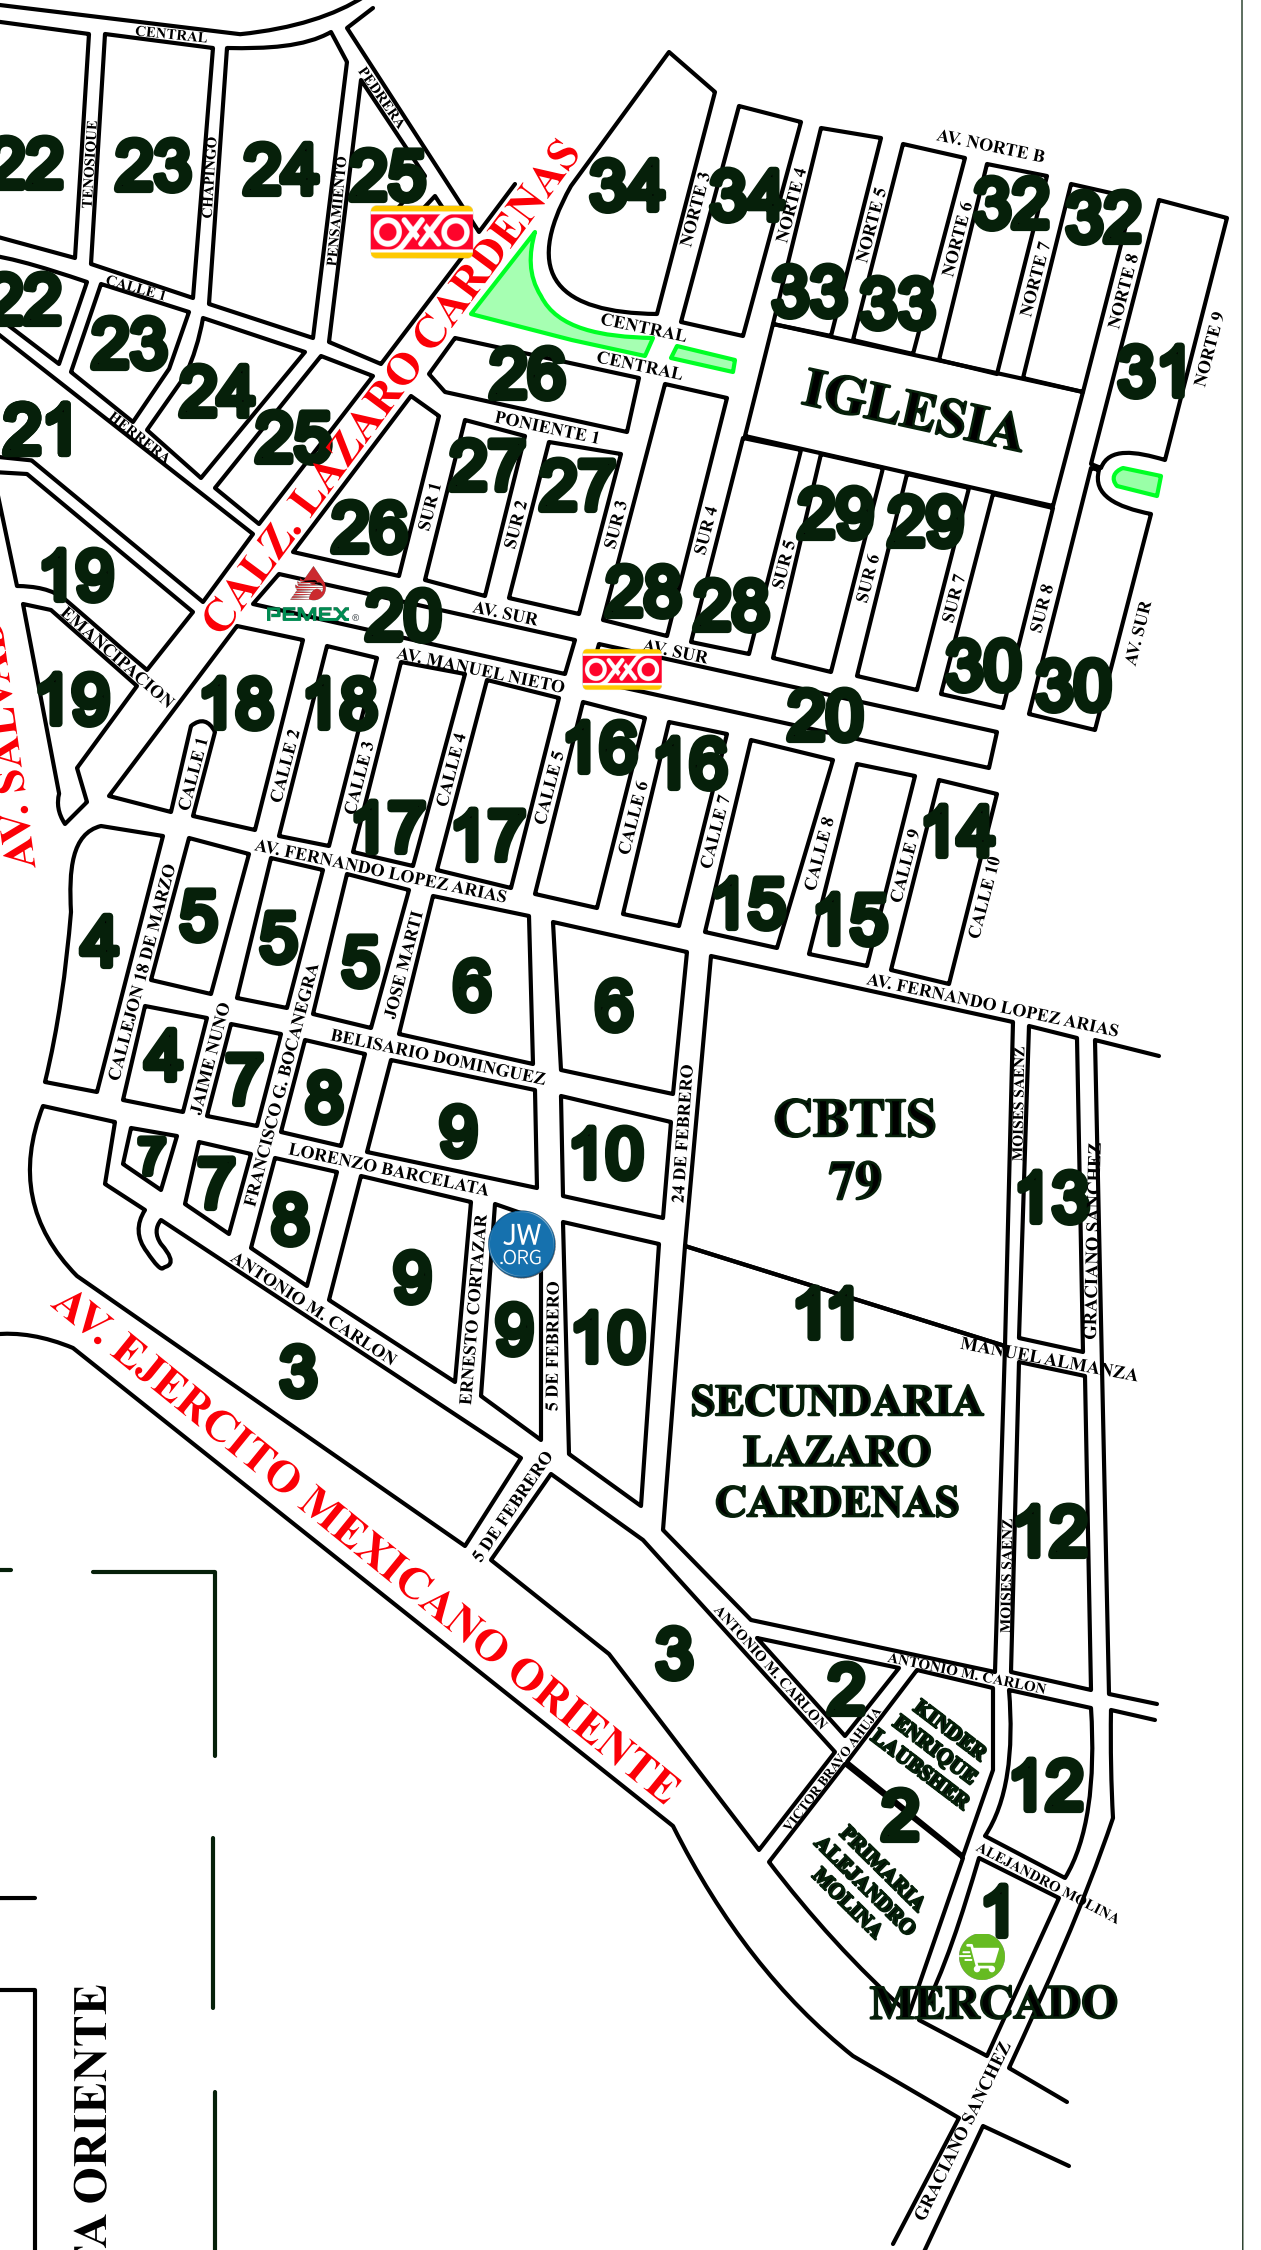 CENTRAL
PEDRERA
TENOSIQUE
CHAPINGO
PENSAMIENTO
22
23
24
25
OXXO
CALZ. LAZARO CARDENAS
34
34
NORTE 3
NORTE 4
NORTE 5
NORTE 6
NORTE 7
NORTE 8
NORTE 9
AV. NORTE B
32
32
33
33
31
22
CALLE 1
23
24
25
21
HERRERA
CENTRAL
CENTRAL
26
PONIENTE 1
IGLESIA
27
27
26
SUR 1
SUR 2
SUR 3
SUR 4
SUR 5
SUR 6
SUR 7
SUR 8
28
28
29
29
30
30
AV. SUR
19
EMANCIPACION
19
PEMEX®
20
AV. SUR
AV. SUR
AV. MANUEL NIETO
OXXO
20
18
18
17
17
16
16
15
15
14
CALLE 1
CALLE 2
CALLE 3
CALLE 4
CALLE 5
CALLE 6
CALLE 7
CALLE 8
CALLE 9
CALLE 10
AV. FERNANDO LOPEZ ARIAS
AV. FERNANDO LOPEZ ARIAS
4
CALLEJON 18 DE MARZO
5
5
5
JOSE MARTI
6
6
4
JAIME NUNO
7
FRANCISCO G. BOCANEGRA
8
BELISARIO DOMINGUEZ
9
10
24 DE FEBRERO
CBTIS
79
MOISES SAENZ
13
GRACIANO SANCHEZ
7
7
8
LORENZO BARCELATA
9
ERNESTO CORTAZAR
JW
.ORG
9
5 DE FEBRERO
10
11
MANUEL ALMANZA
ANTONIO M. CARLON
3
AV. EJERCITO MEXICANO ORIENTE
5 DE FEBRERO
SECUNDARIA
LAZARO
CARDENAS
MOISES SAENZ
12
3
ANTONIO M. CARLON
2
ANTONIO M. CARLON
VICTOR BRAVO AHUJA
KINDER
ENRIQUE
LAUBSHER
2
12
PRIMARIA
ALEJANDRO
MOLINA
ALEJANDRO MOLINA
1
MERCADO
GRACIANO SANCHEZ
ORIENTE